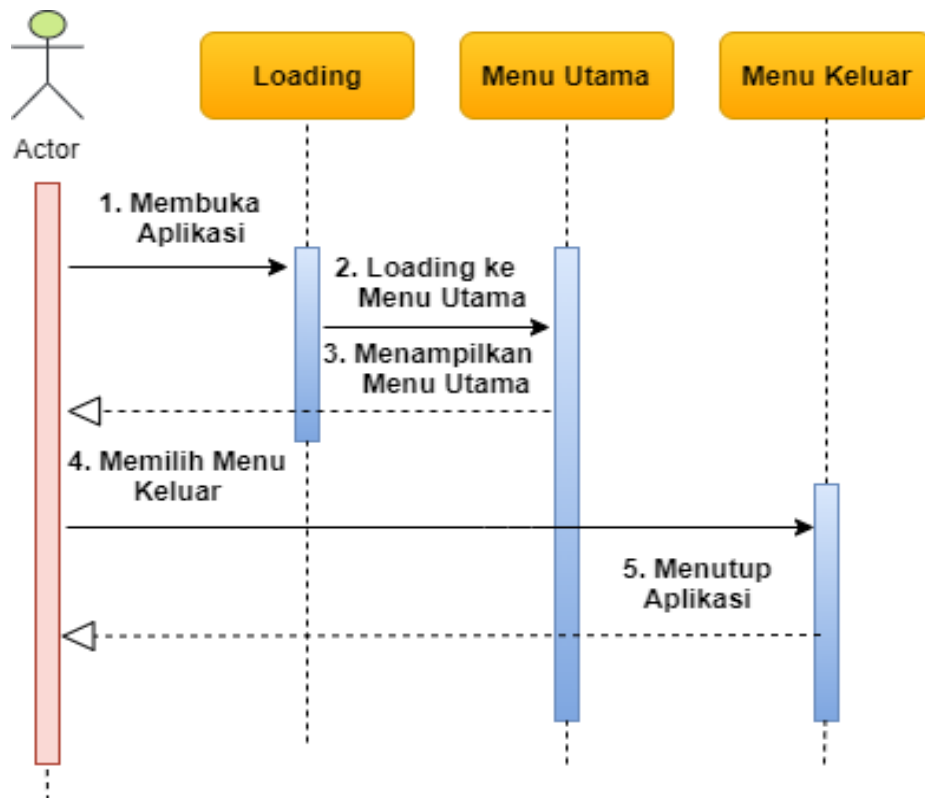 Loading
Menu Utama
Menu Keluar
Actor
1. Membuka
Aplikasi
2. Loading ke
Menu Utama
3. Menampilkan
Menu Utama
4. Memilih Menu
Keluar
5. Menutup
Aplikasi